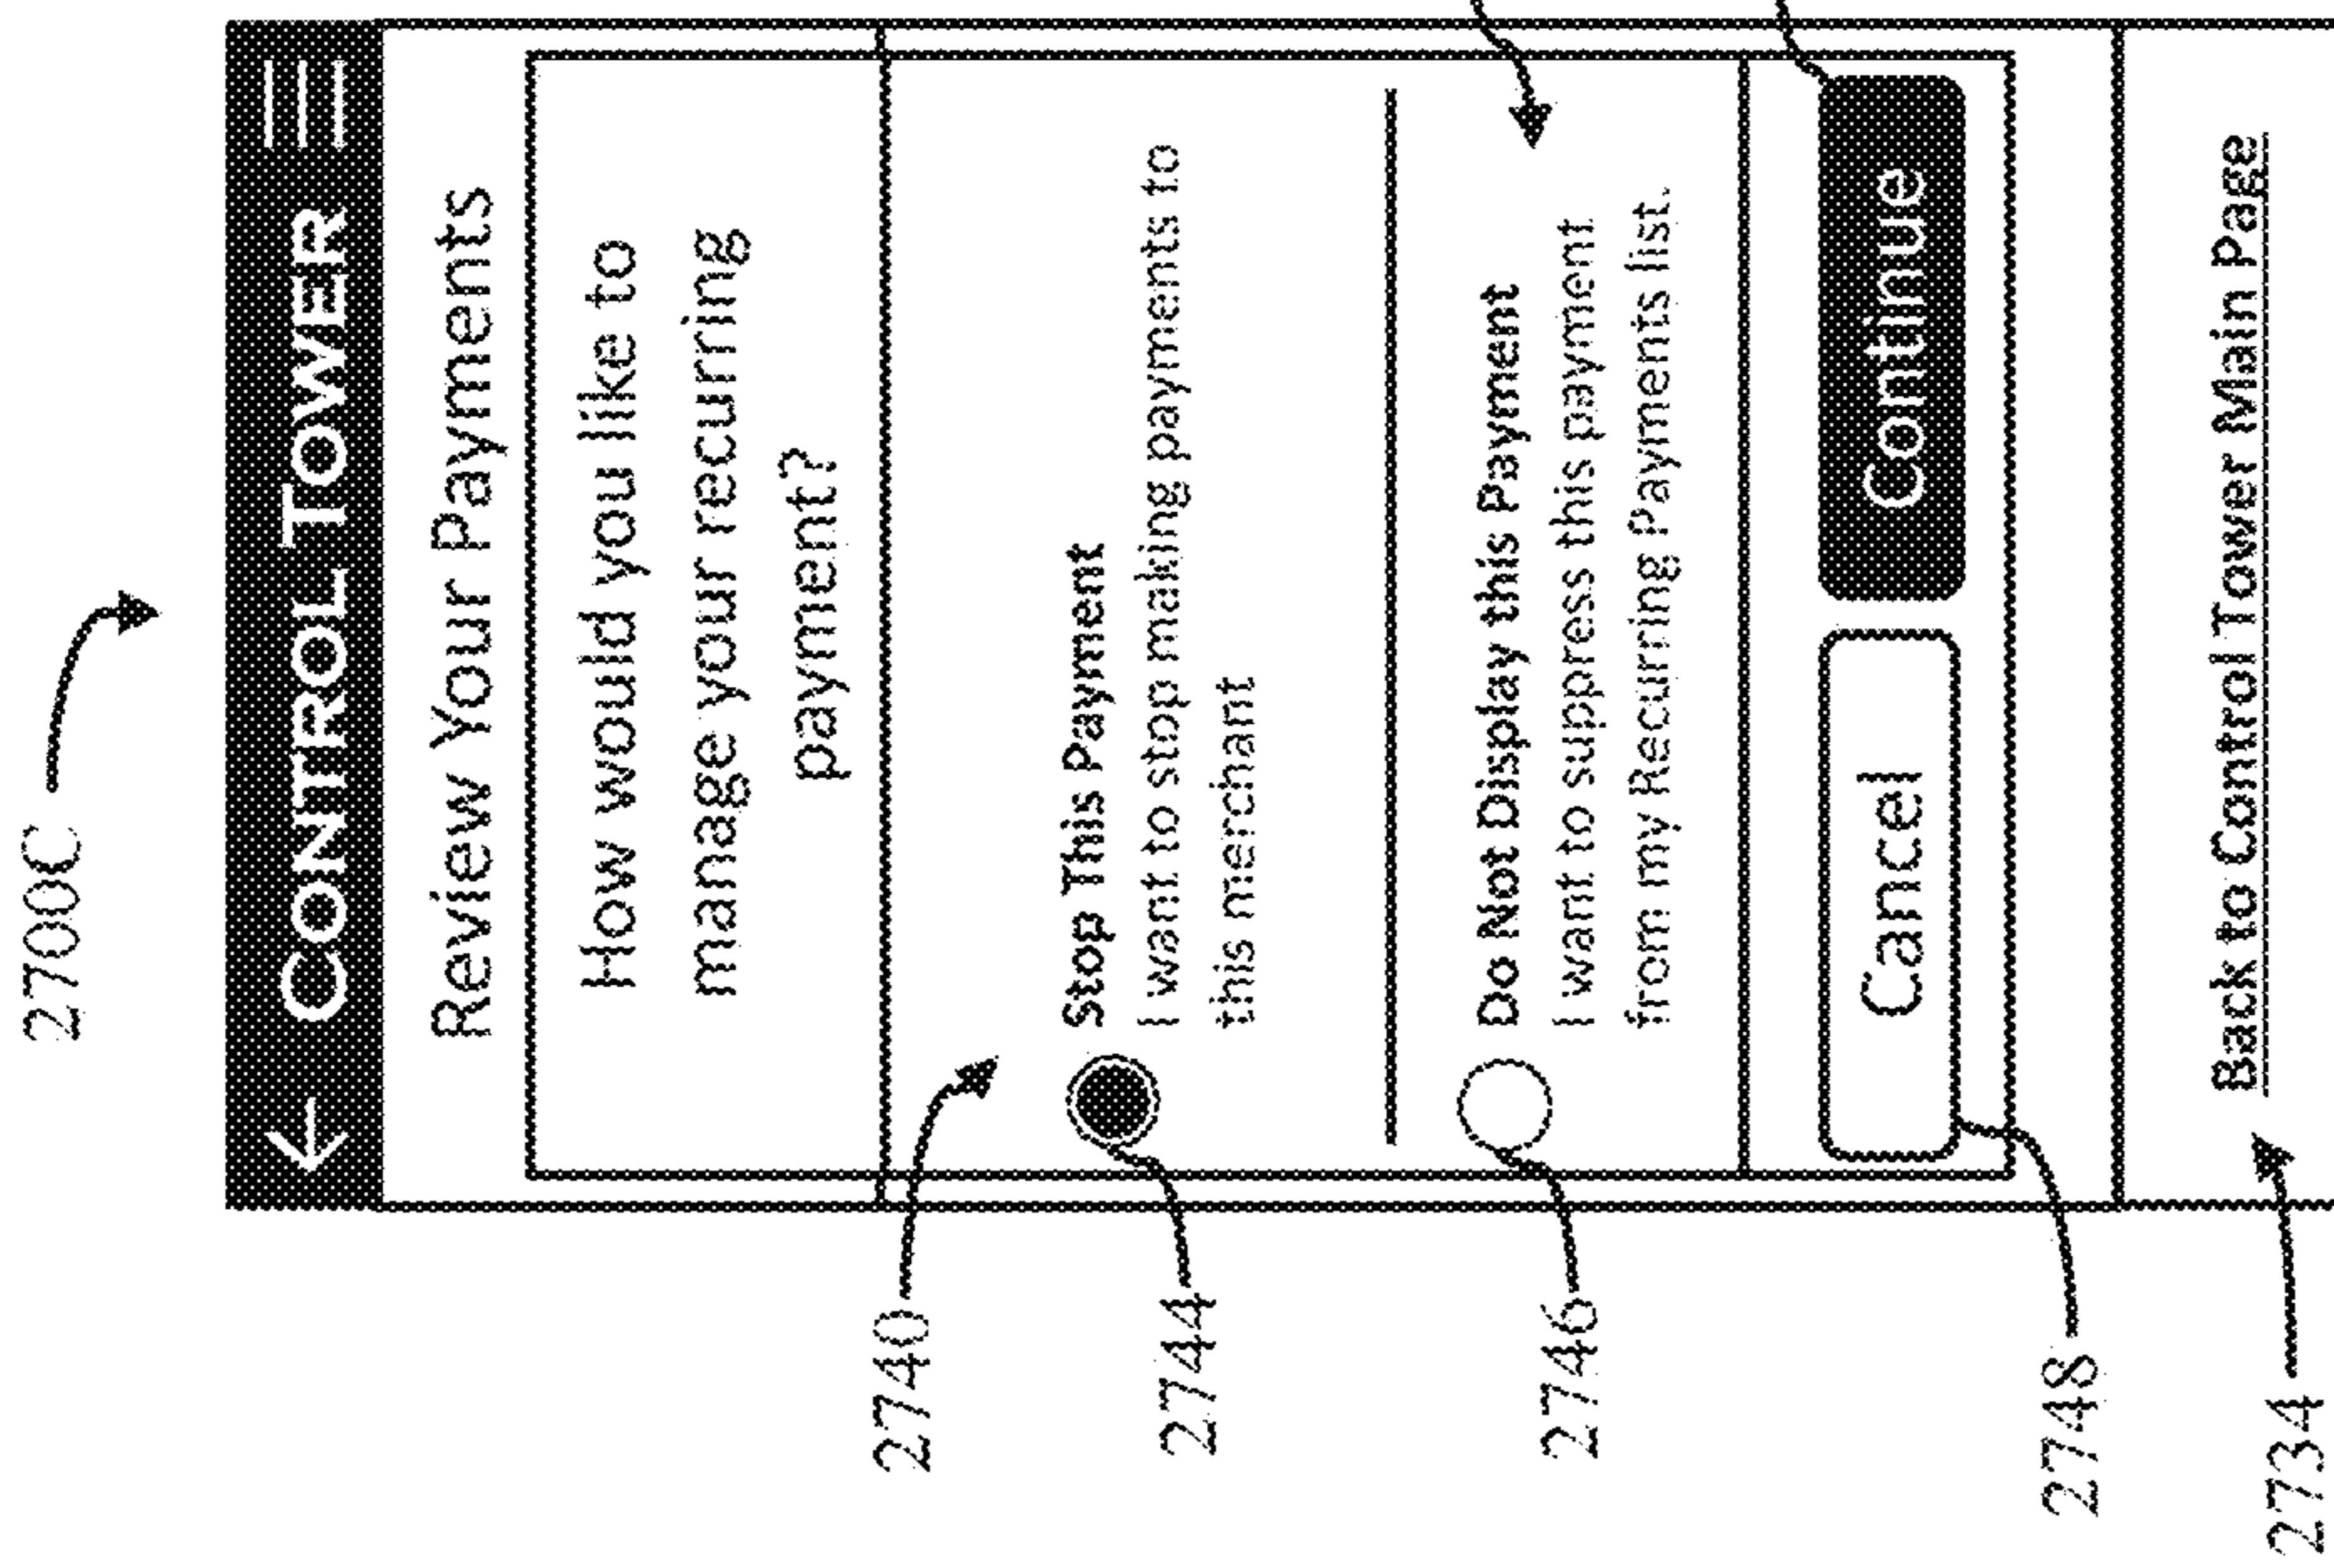 2700C
CONTROL TOWER
Review Your Payments
How would you like to
manage your recurring
payment?
2740
Stop This Payment
I want to stop making payments to
this merchant
2744
Do Not Display this Payment
I want to suppress this payment
from my Recurring Payments list.
2746
Cancel
Continue
2748
Back to Control Tower Main Page
2734